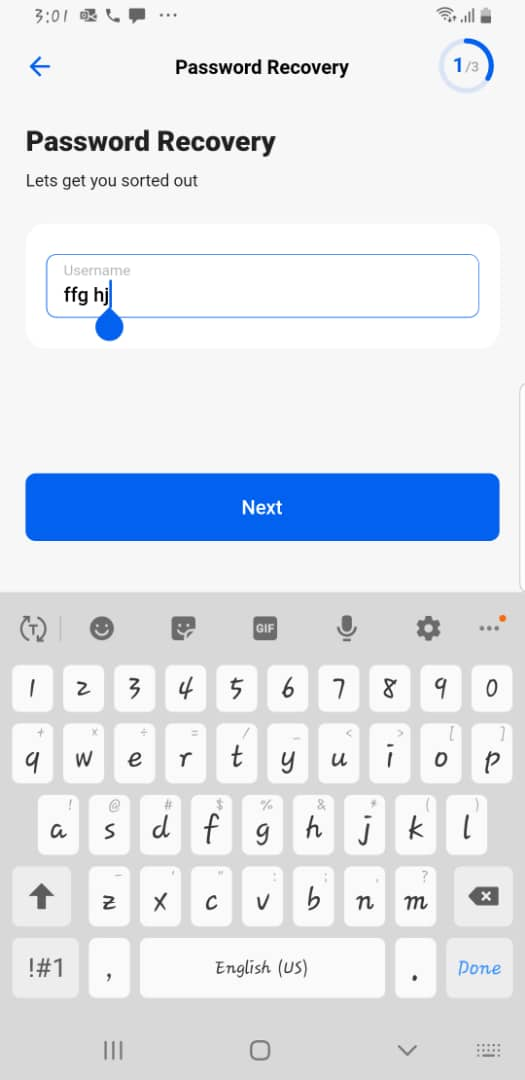 3:01
Password Recovery
1/3
Password Recovery
Lets get you sorted out
Username
ffg hj
Next
T
GIF
1 2 3 4 5 6 7 8 9 0
+ × ÷ = / _ < > [ ]
q w e r t y u i o p
! @ # $ % & * ( )
a s d f g h j k l
- ' " : ; , ?
z x c v b n m
!#1 , English (US) . Done